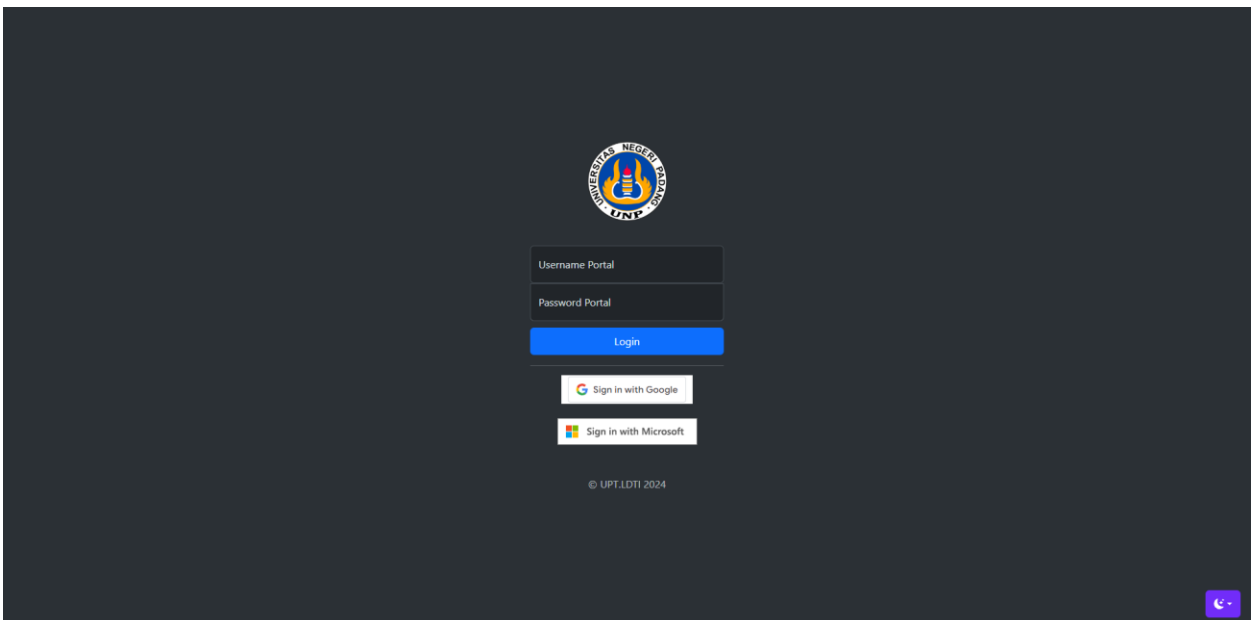 UNIVERSITAS NEGERI PADANG
UNP
Username Portal
Password Portal
Login
Sign in with Google
Sign in with Microsoft
© UPT.LDTI 2024